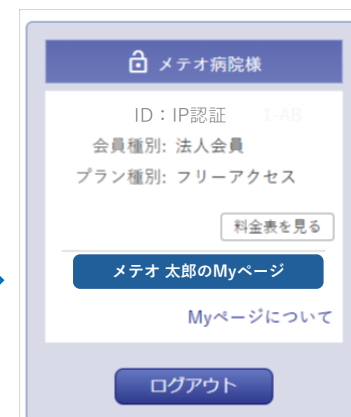 メテオ病院様
ID：IP認証 1-AB
会員種別: 法人会員
プラン種別: フリーアクセス
料金表を見る
メテオ 太郎のMyページ
Myページについて
ログアウト